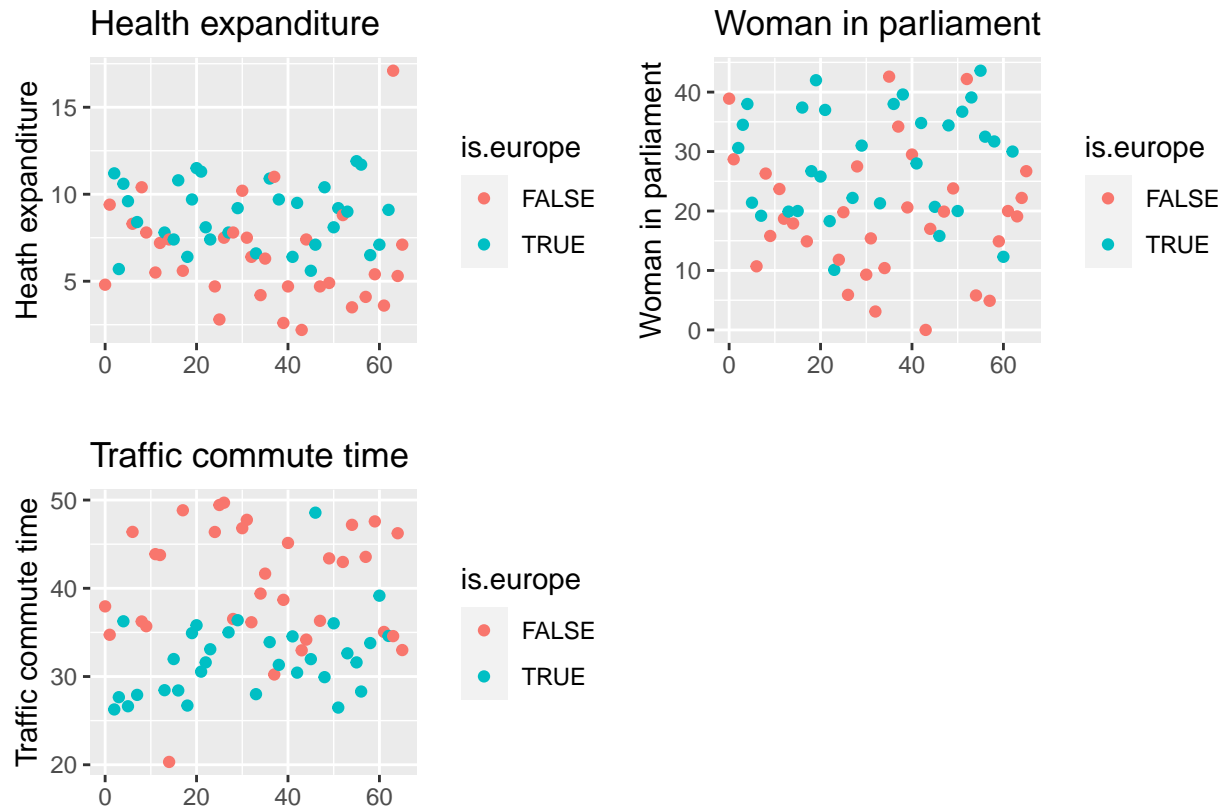 Health expenditure
Heath expenditure
15
10
5
0 20 40 60
is.europe
FALSE
TRUE
Woman in parliament
Woman in parliament
40
30
20
10
0
0 20 40 60
is.europe
FALSE
TRUE
Traffic commute time
Traffic commute time
50
40
30
20
0 20 40 60
is.europe
FALSE
TRUE